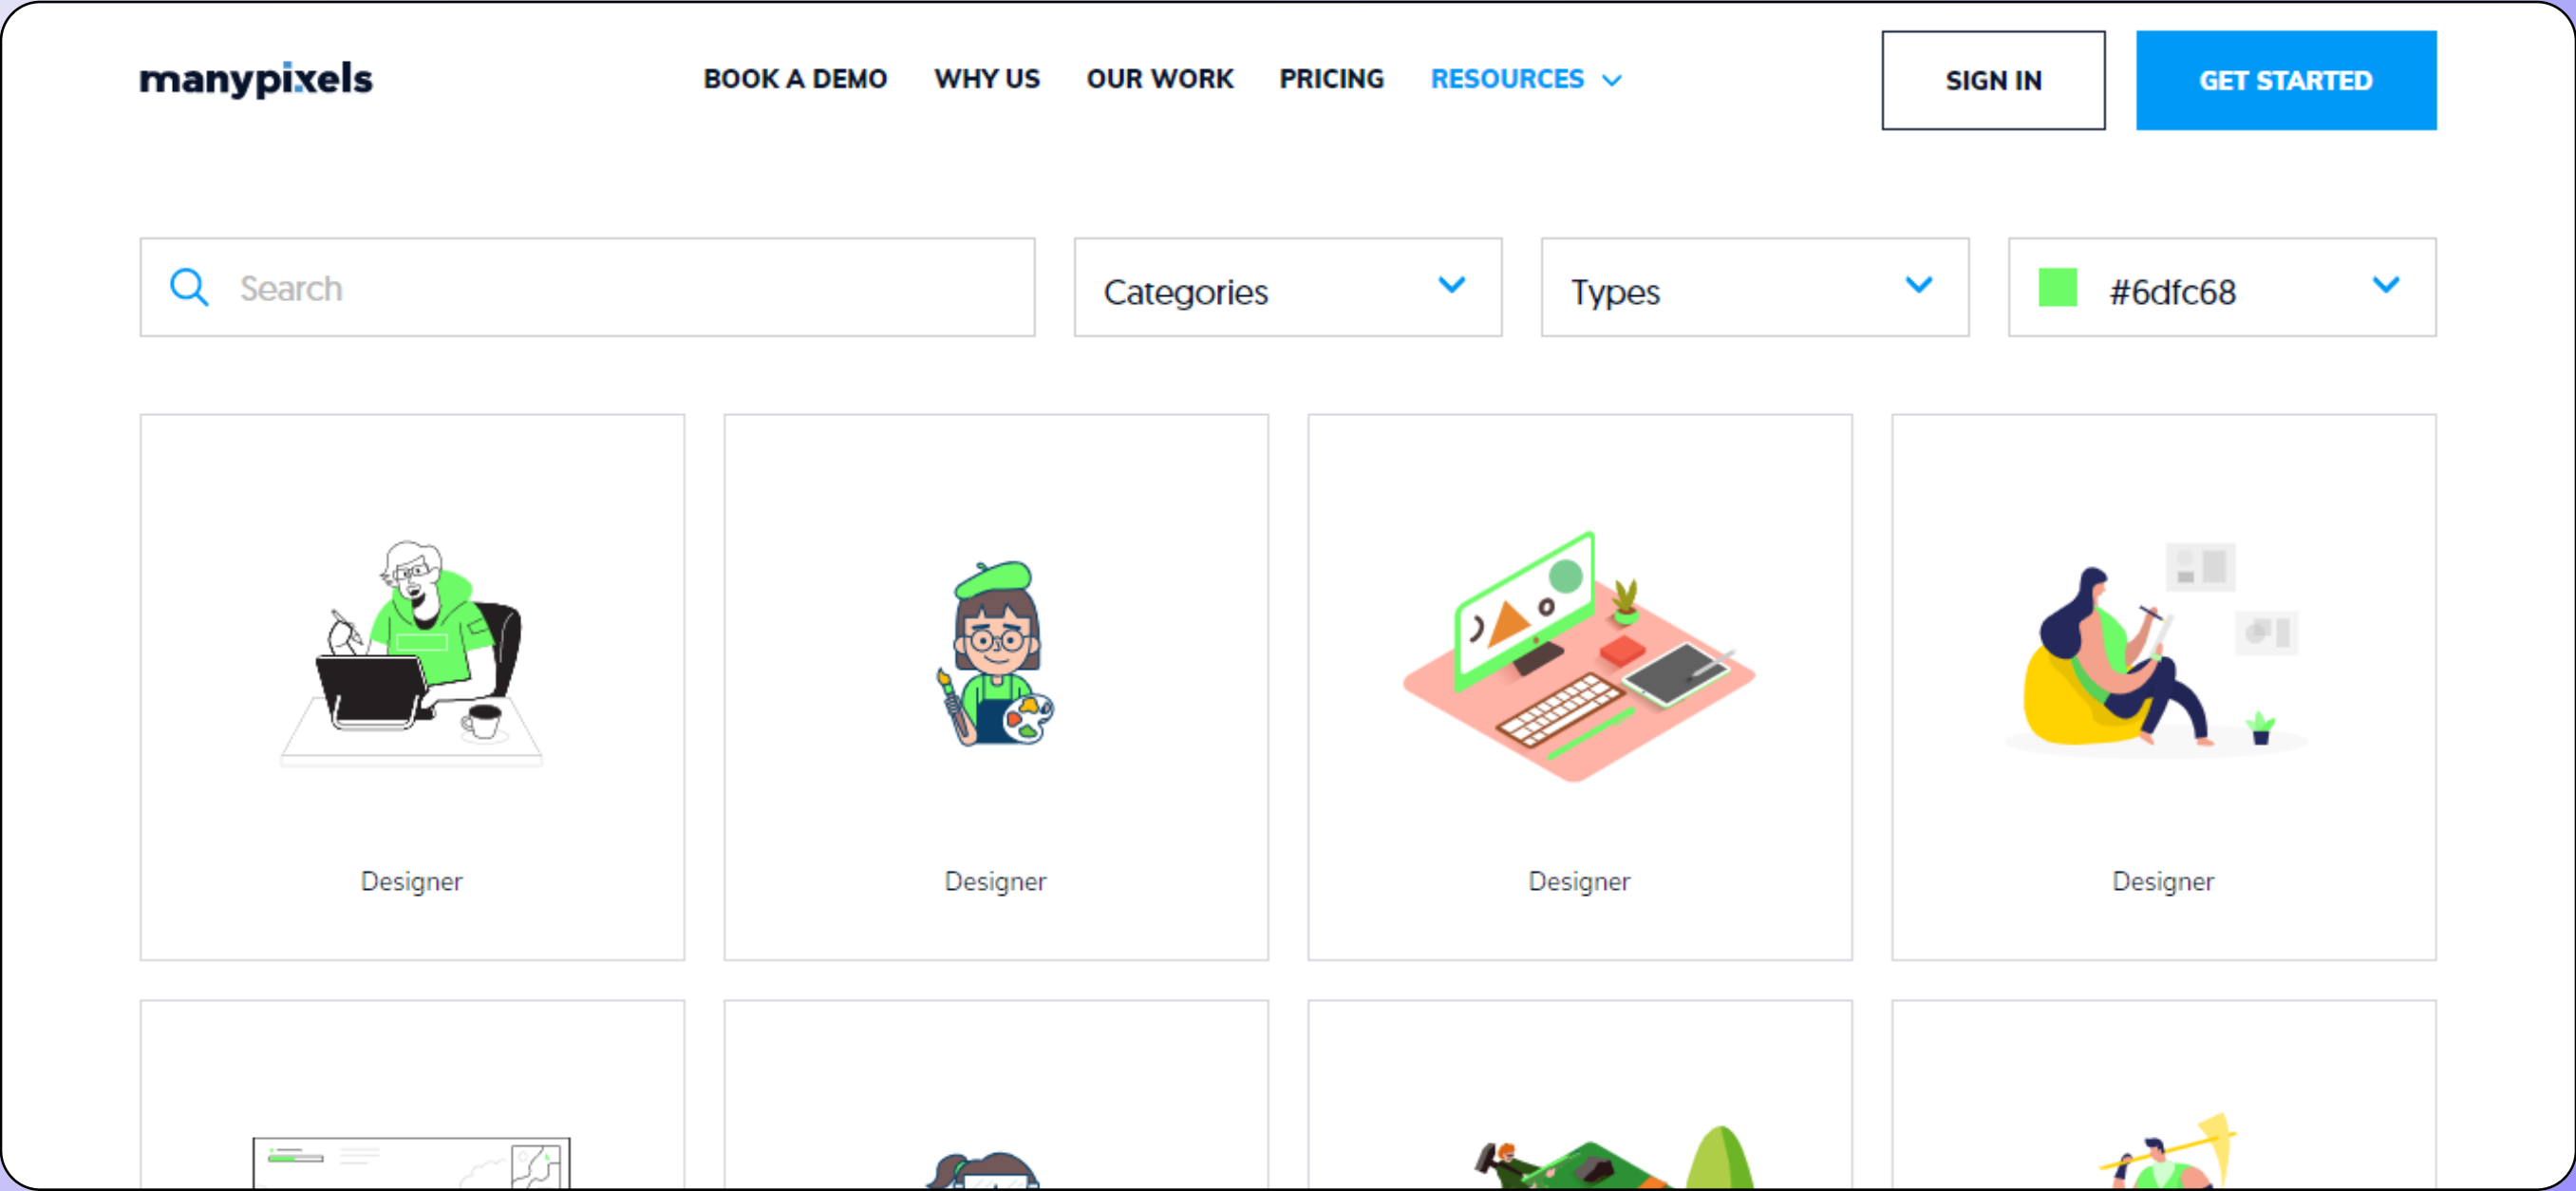 manypixels
BOOK A DEMO WHY US OUR WORK PRICING RESOURCES SIGN IN GET STARTED
Search Categories Types #6dfc68
Designer Designer Designer Designer